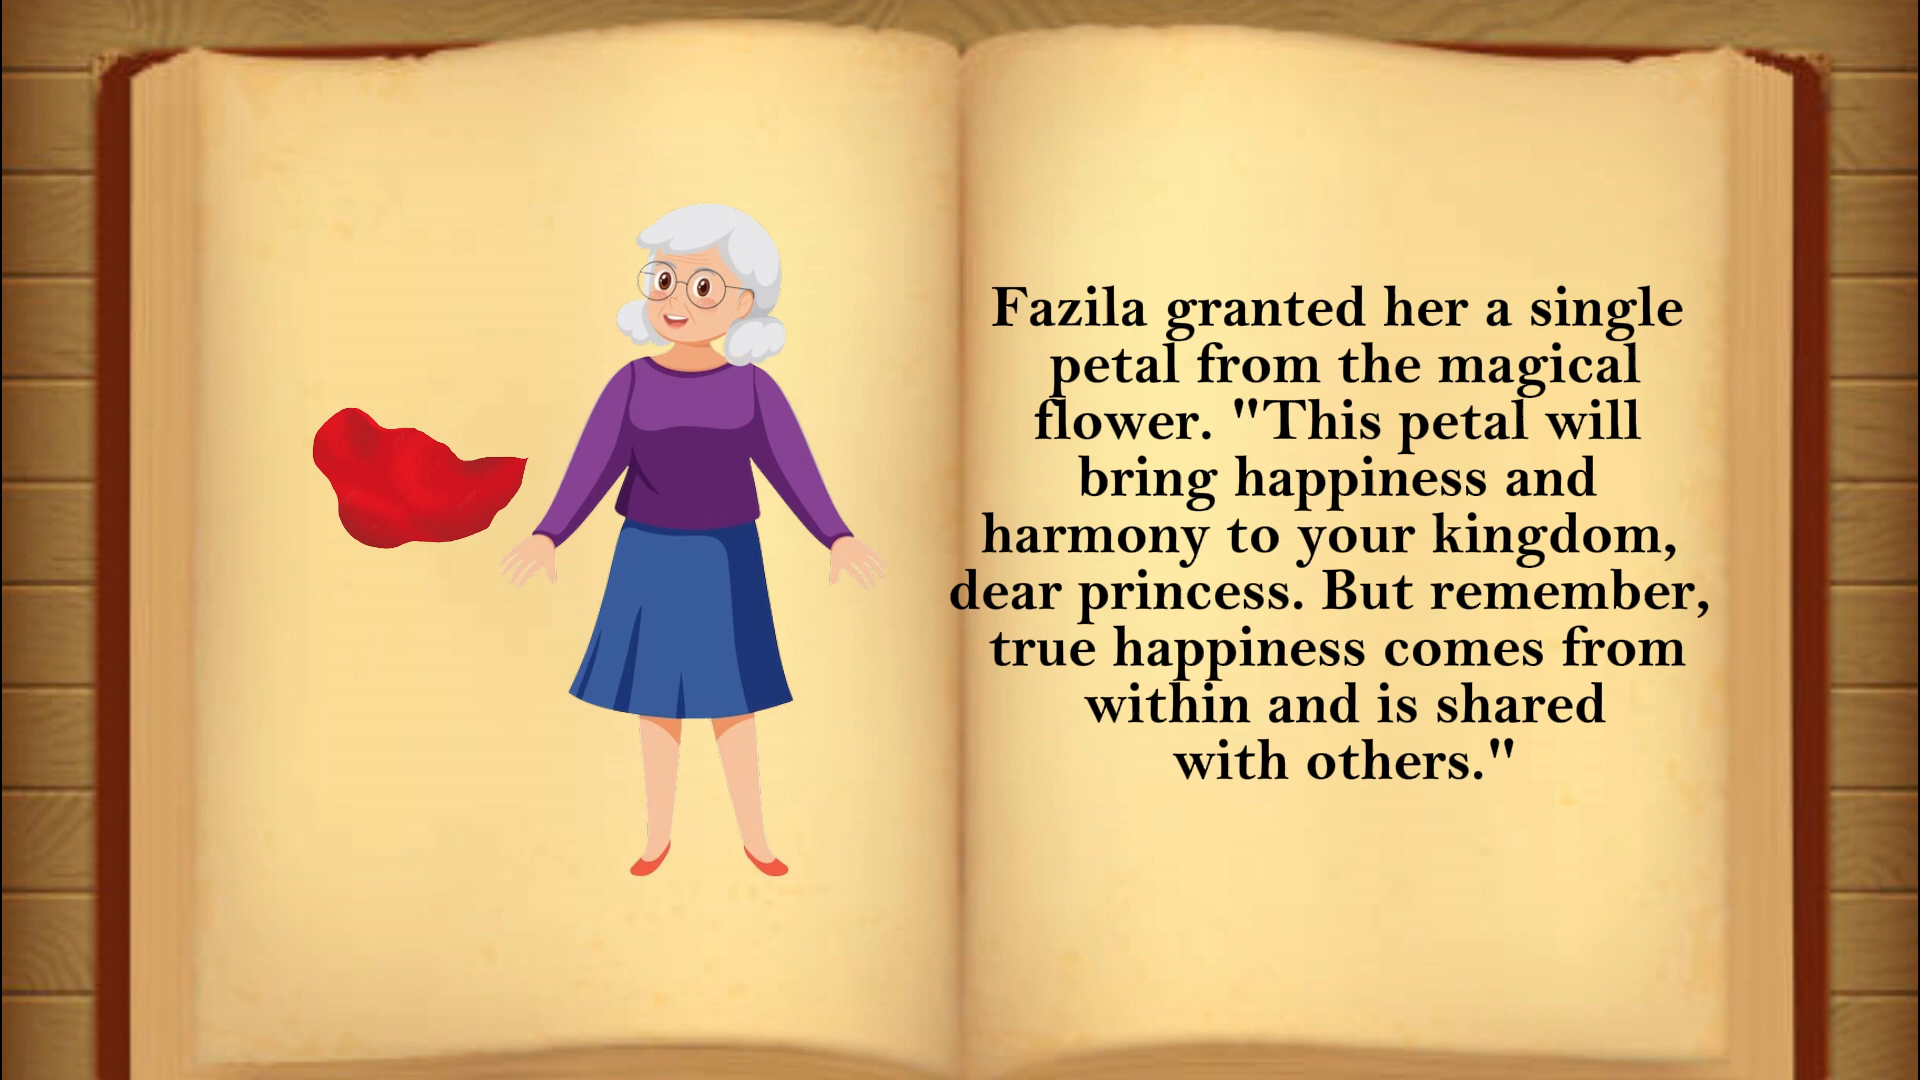 Fazila granted her a single
petal from the magical
flower. "This petal will
bring happiness and
harmony to your kingdom,
dear princess. But remember,
true happiness comes from
within and is shared
with others."